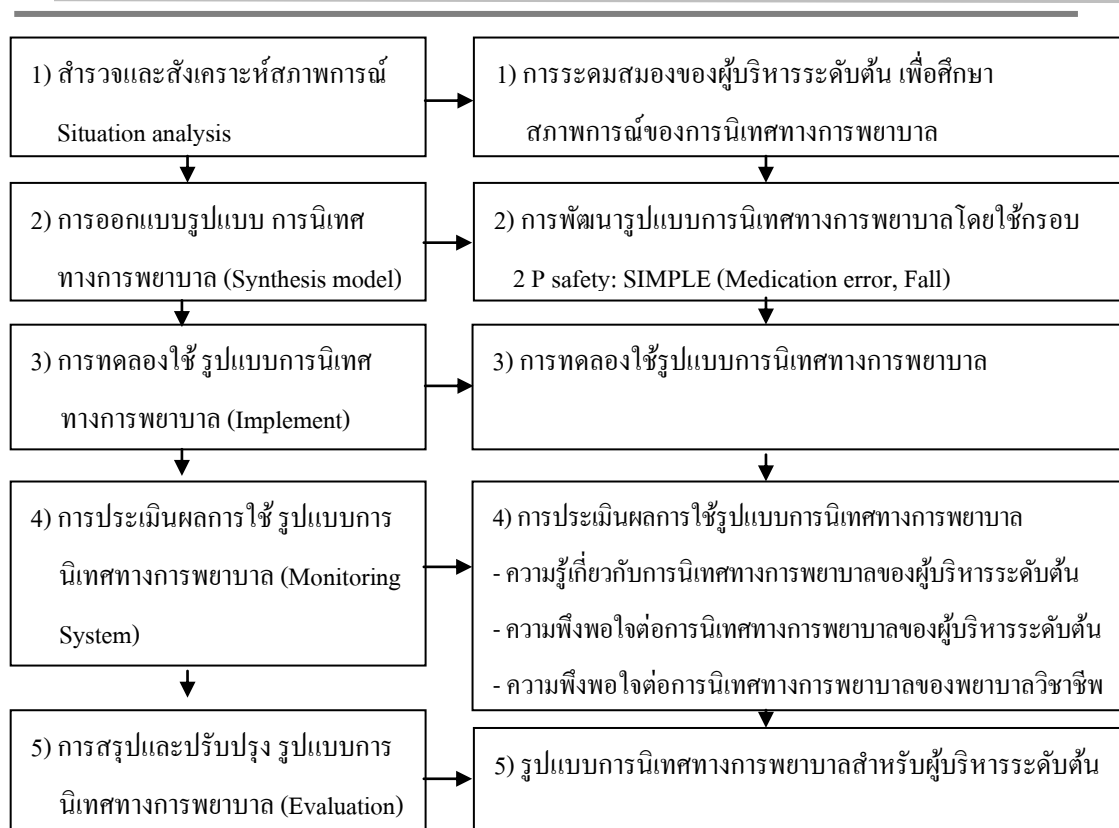 1) สำรวจและสังเคราะห์สภาพการณ์
Situation analysis
1) การระดมสมองของผู้บริหารระดับต้น เพื่อศึกษา
สภาพการณ์ของการนิเทศทางการพยาบาล
2) การออกแบบรูปแบบ การนิเทศ
ทางการพยาบาล (Synthesis model)
2) การพัฒนารูปแบบการนิเทศทางการพยาบาลโดยใช้กรอบ
2 P safety: SIMPLE (Medication error, Fall)
3) การทดลองใช้ รูปแบบการนิเทศ
ทางการพยาบาล (Implement)
3) การทดลองใช้รูปแบบการนิเทศทางการพยาบาล
4) การประเมินผลการใช้ รูปแบบการ
นิเทศทางการพยาบาล (Monitoring
System)
4) การประเมินผลการใช้รูปแบบการนิเทศทางการพยาบาล
- ความรู้เกี่ยวกับการนิเทศทางการพยาบาลของผู้บริหารระดับต้น
- ความพึงพอใจต่อการนิเทศทางการพยาบาลของผู้บริหารระดับต้น
- ความพึงพอใจต่อการนิเทศทางการพยาบาลของพยาบาลวิชาชีพ
5) การสรุปและปรับปรุง รูปแบบการ
นิเทศทางการพยาบาล (Evaluation)
5) รูปแบบการนิเทศทางการพยาบาลสำหรับผู้บริหารระดับต้น